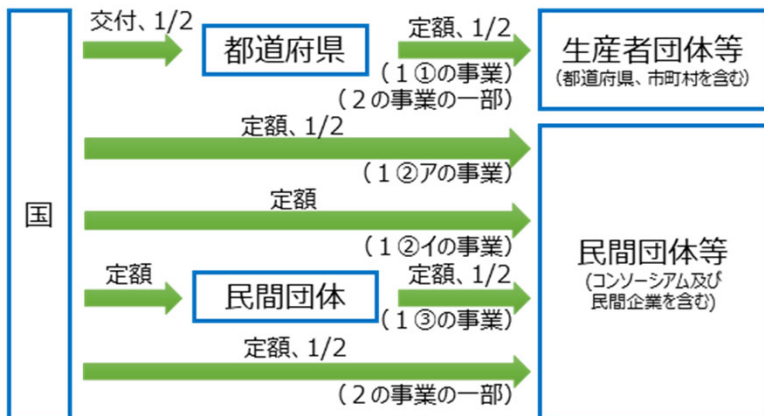 国
交付、1/2
都道府県
定額、1/2
(1①の事業)
(2の事業の一部)
生産者団体等
(都道府県、市町村を含む)
定額、1/2
(1②アの事業)
定額
(1②イの事業)
定額
民間団体
定額、1/2
(1③の事業)
定額、1/2
(2の事業の一部)
民間団体等
(コンソーシアム及び
民間企業を含む)